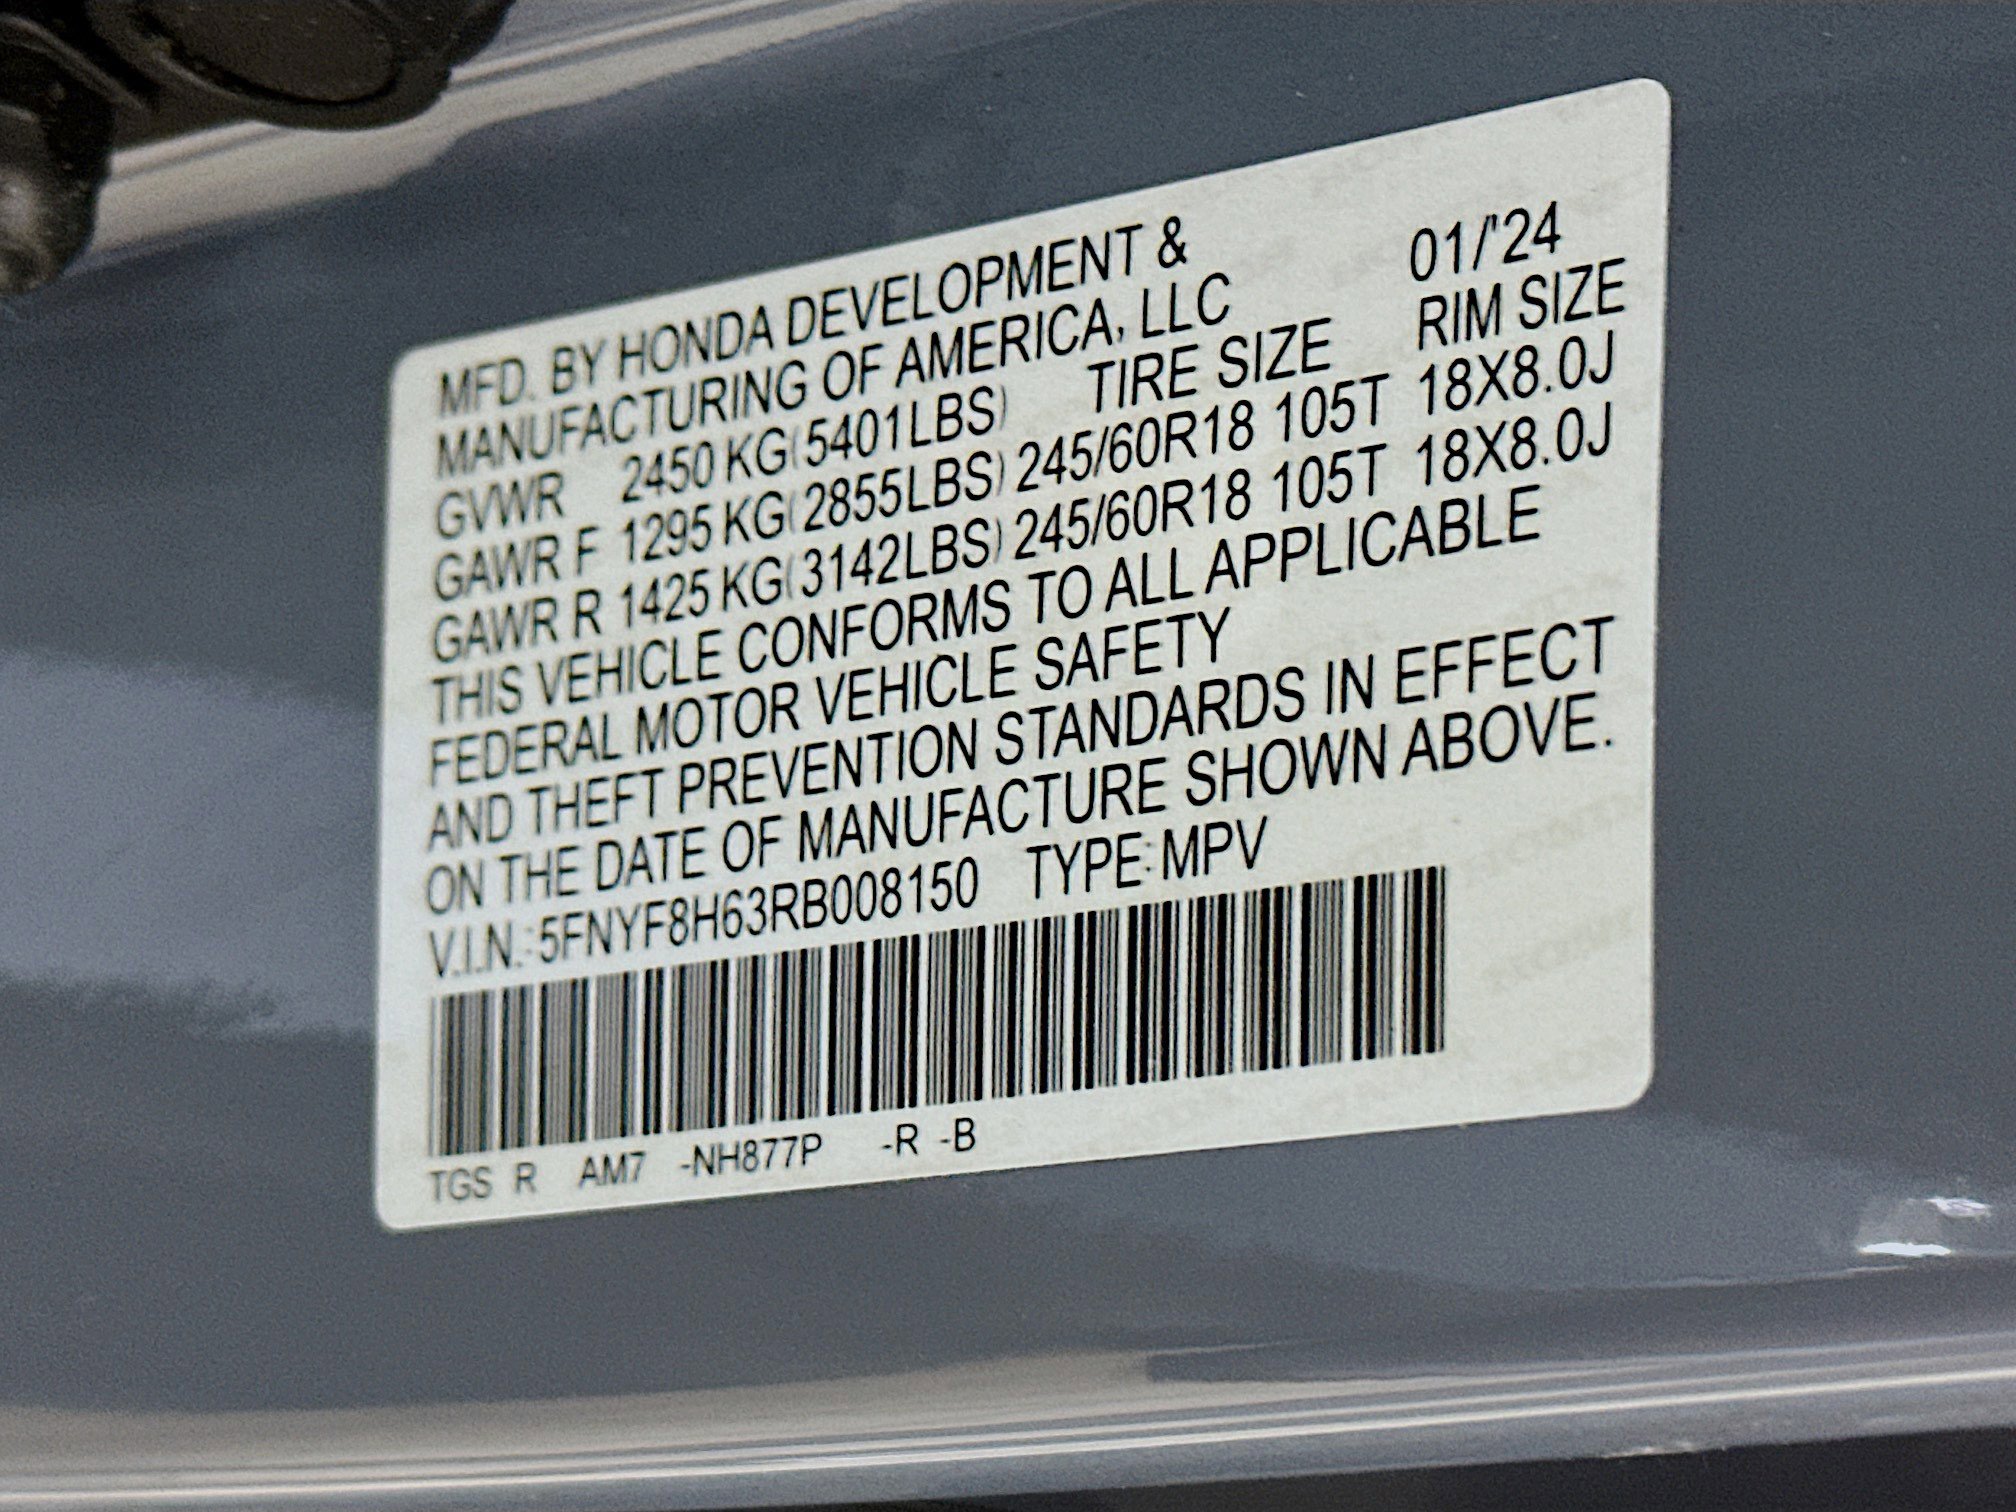 MFD. BY HONDA DEVELOPMENT &
MANUFACTURING OF AMERICA, LLC 01/'24
GVWR 2450 KG(5401LBS) TIRE SIZE RIM SIZE
GAWR F 1295 KG(2855LBS) 245/60R18 105T 18X8.0J
GAWR R 1425 KG(3142LBS) 245/60R18 105T 18X8.0J
THIS VEHICLE CONFORMS TO ALL APPLICABLE
FEDERAL MOTOR VEHICLE SAFETY
AND THEFT PREVENTION STANDARDS IN EFFECT
ON THE DATE OF MANUFACTURE SHOWN ABOVE.
V.I.N.:5FNYF8H63RB008150 TYPE:MPV
TGS R AM7 -NH877P -R -B